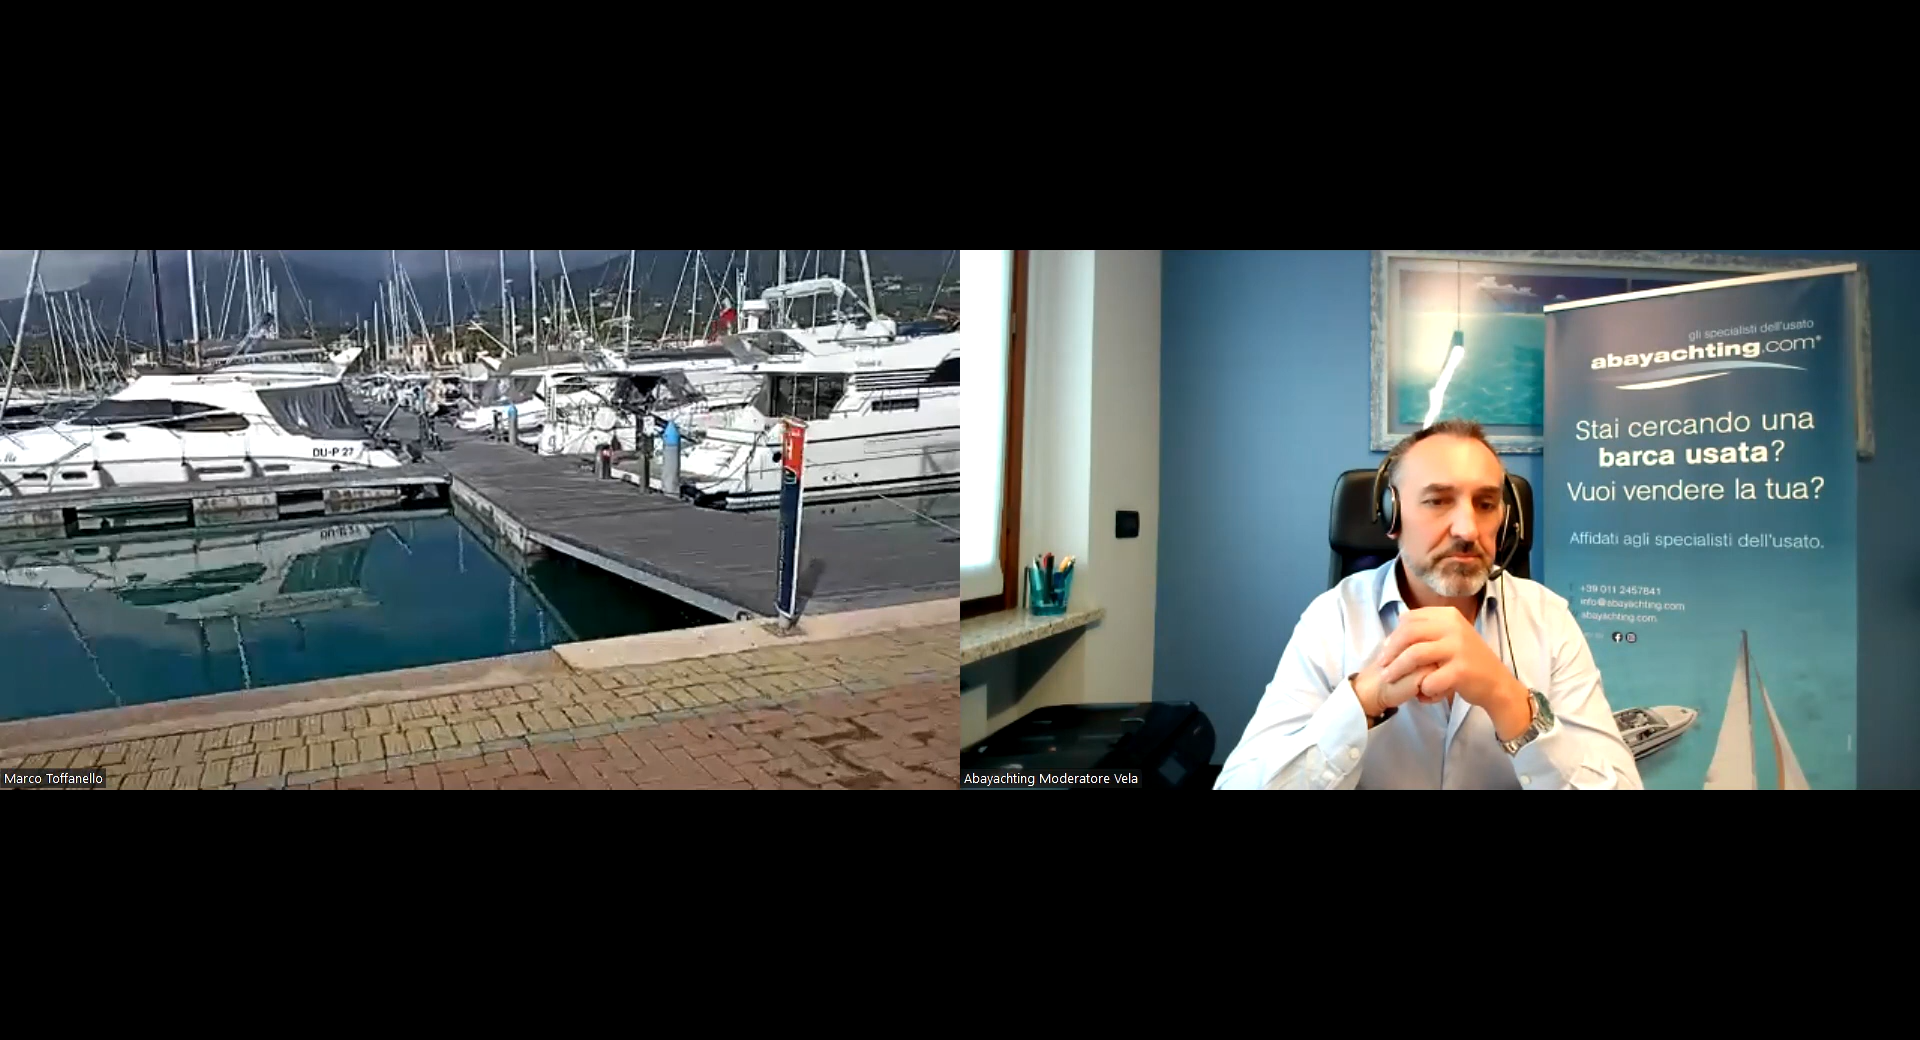 DU-P 27
Marco Toffanello
gli specialisti dell'usato
abayachting.com®
Stai cercando una
barca usata?
Vuoi vendere la tua?
Affidati agli specialisti dell'usato.
+39 011 2457841
info@abayachting.com
abayachting.com
Abayachting Moderatore Vela